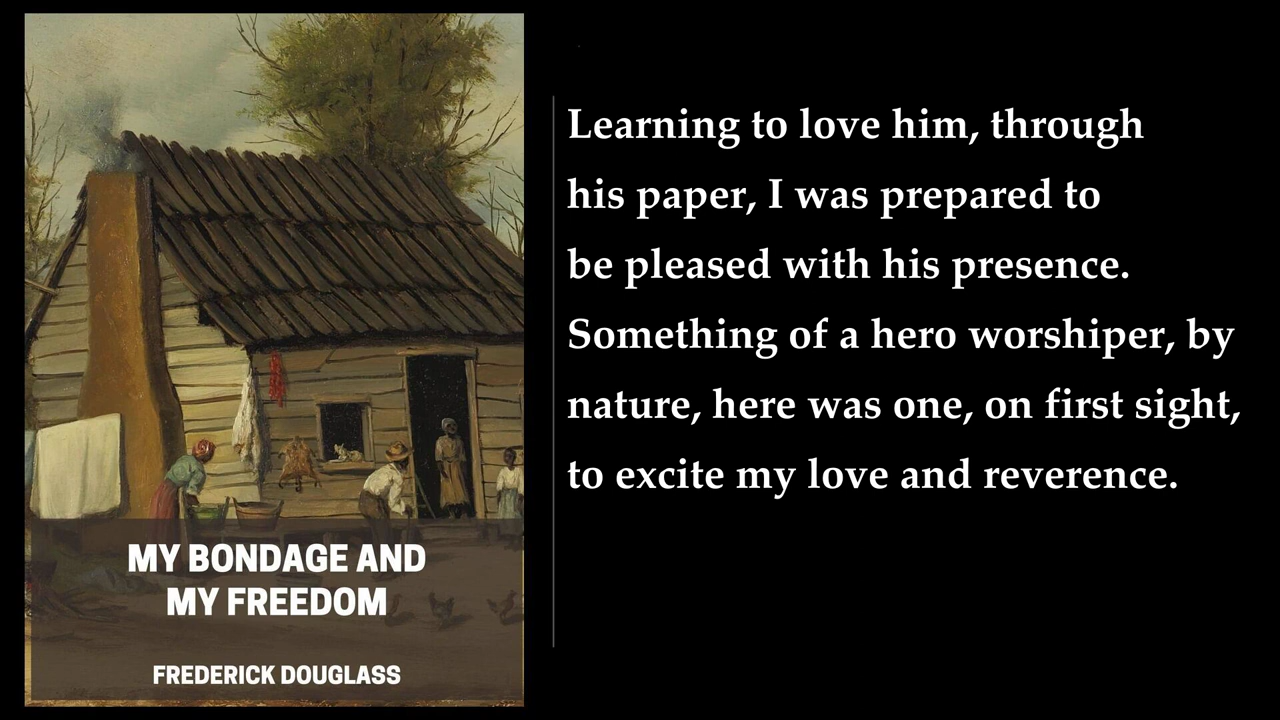 MY BONDAGE AND
MY FREEDOM
FREDERICK DOUGLASS
Learning to love him, through
his paper, I was prepared to
be pleased with his presence.
Something of a hero worshiper, by
nature, here was one, on first sight,
to excite my love and reverence.